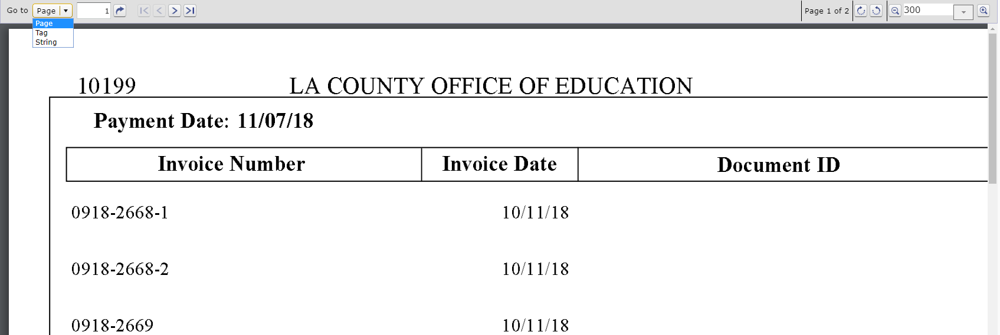 Go to Page 1 Page 1 of 2 300
Page
Tag
String
10199 LA COUNTY OFFICE OF EDUCATION
Payment Date: 11/07/18
Invoice Number Invoice Date Document ID
0918-2668-1 10/11/18
0918-2668-2 10/11/18
0918-2669 10/11/18